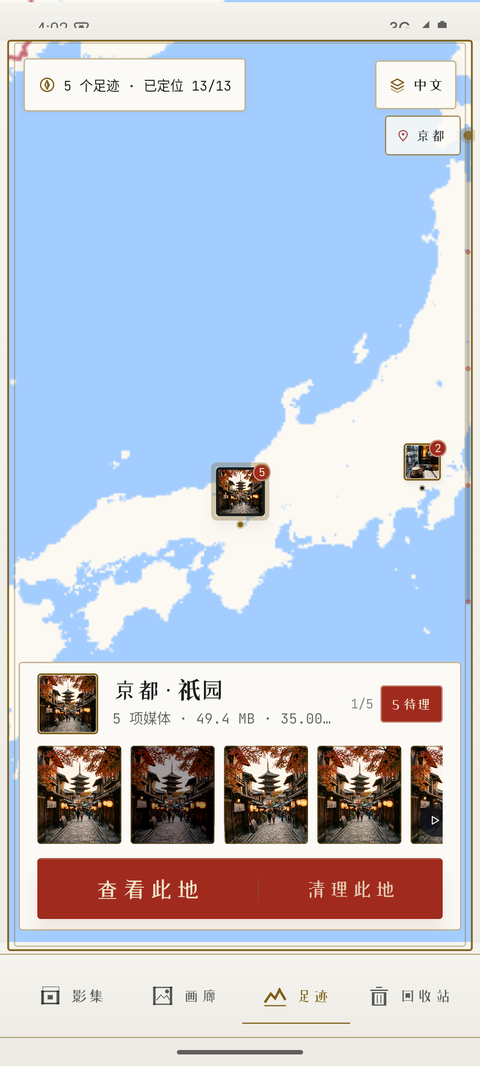 5 个足迹 · 已定位 13/13
中文
京都
5
2
京都·祇园
5 项媒体 · 49.4 MB · 35.00…
1/5
5 待理
查看此地
清理此地
影集
画廊
足迹
回收站